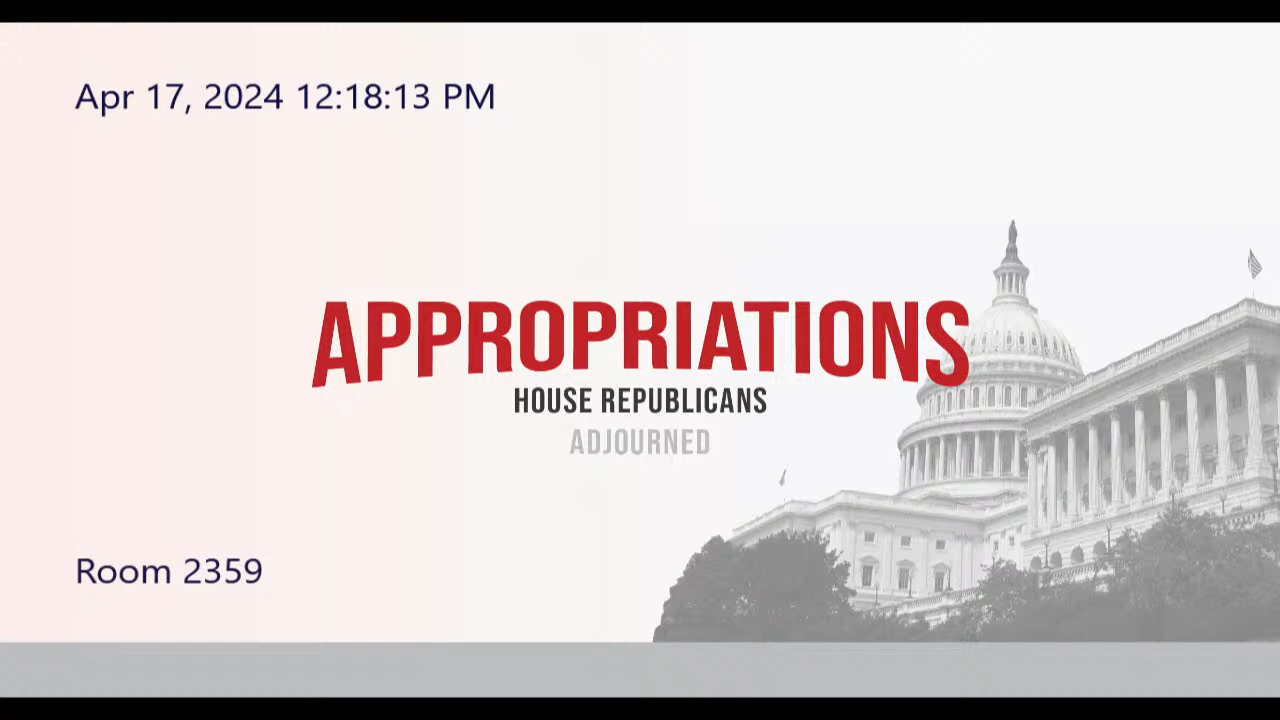 Apr 17, 2024 12:18:13 PM
APPROPRIATIONS
HOUSE REPUBLICANS
ADJOURNED
Room 2359